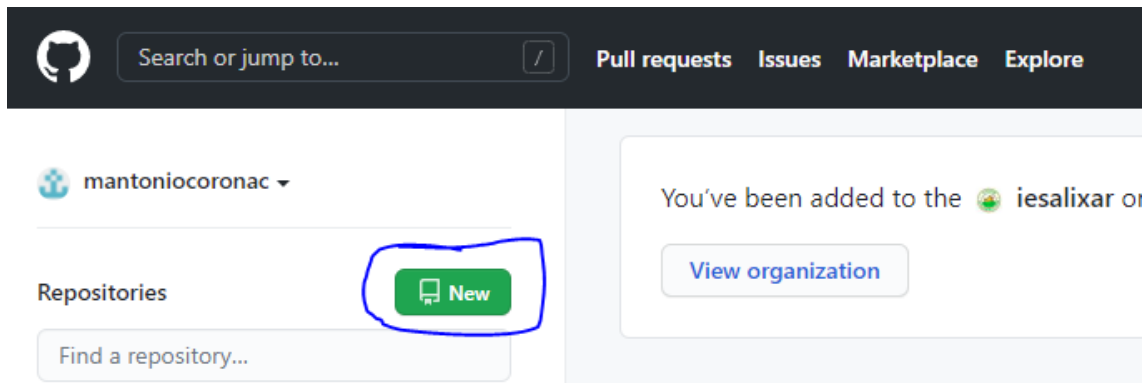 Search or jump to... /
Pull requests Issues Marketplace Explore
mantoniocoronac
You've been added to the iesalixar
View organization
Repositories
New
Find a repository...